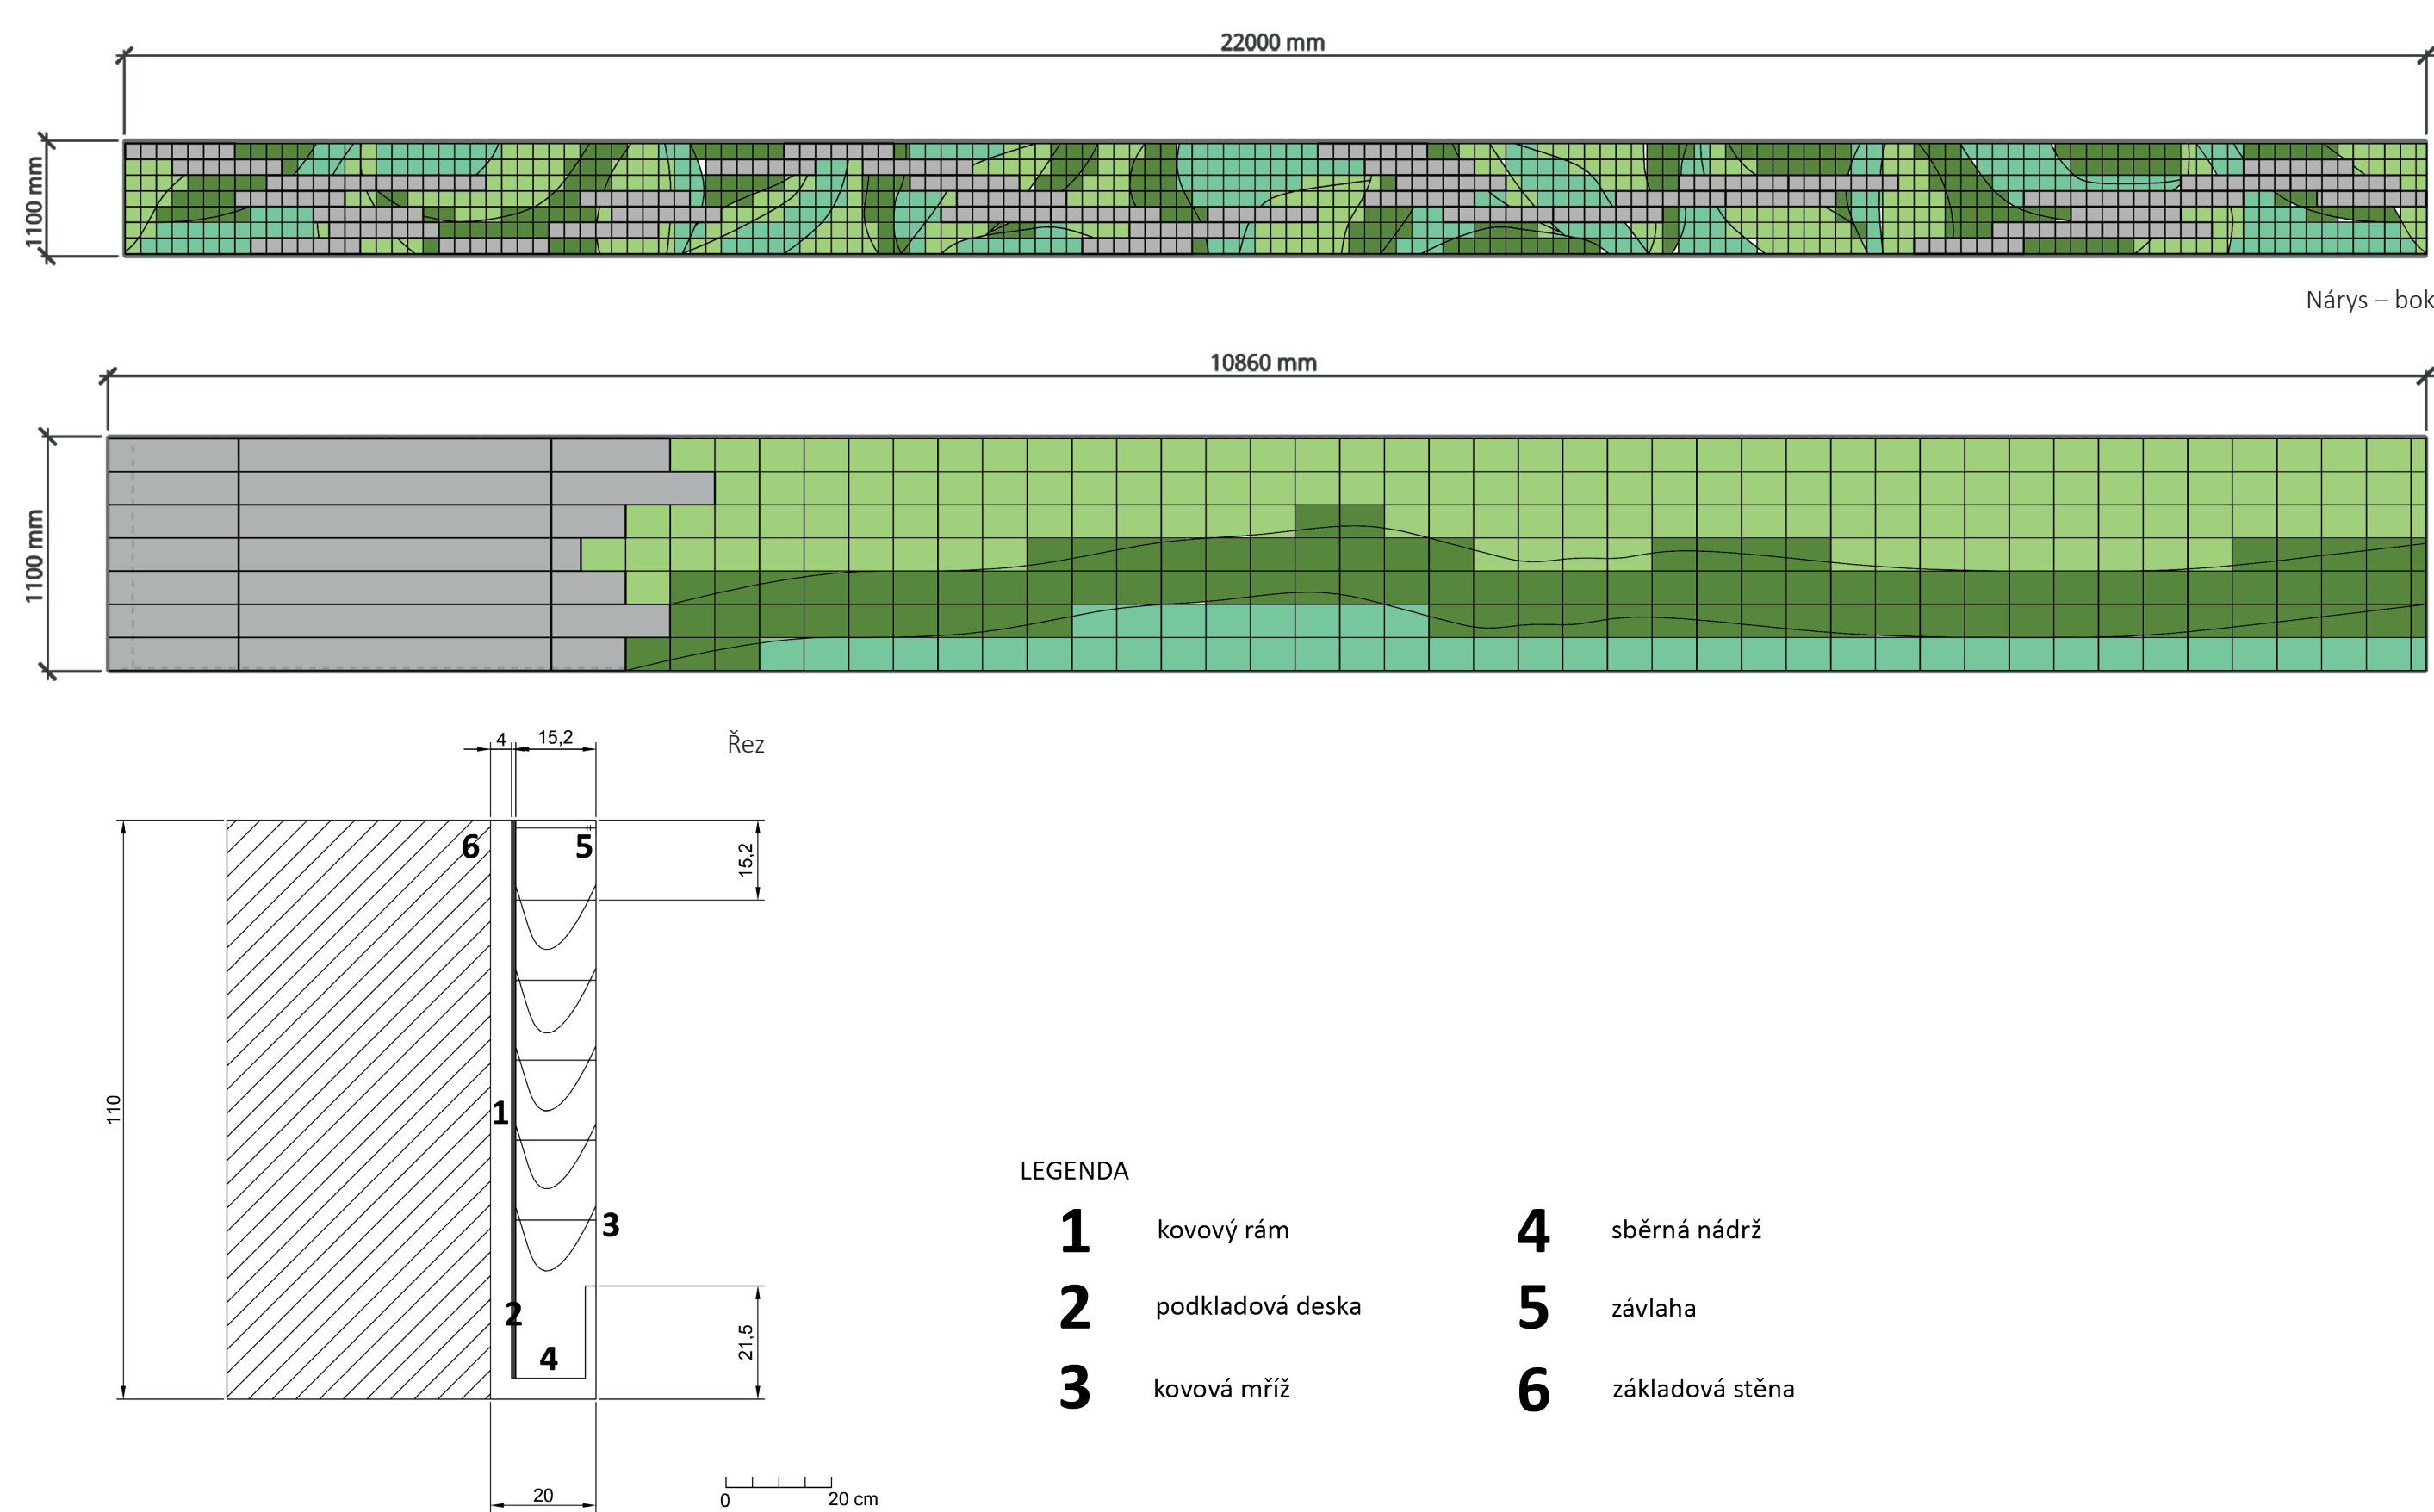 22000 mm
1100 mm
Nárys – bok
10860 mm
1100 mm
Řez
4
15,2
6
5
15,2
110
1
3
2
4
21,5
20
0
20 cm
LEGENDA
1 kovový rám
2 podkladová deska
3 kovová mříž
4 sběrná nádrž
5 závlaha
6 základová stěna